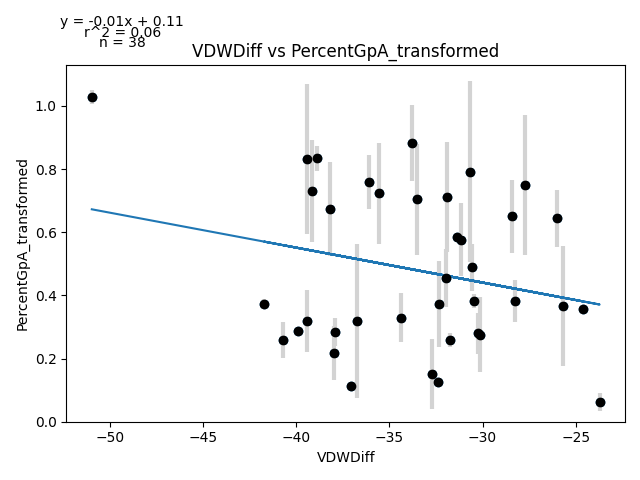 y = -0.01x + 0.11
r^2 = 0.06
n = 38
VDWDiff vs PercentGpA_transformed
PercentGpA_transformed
1.0
0.8
0.6
0.4
0.2
0.0
−50
−45
−40
−35
−30
−25
VDWDiff